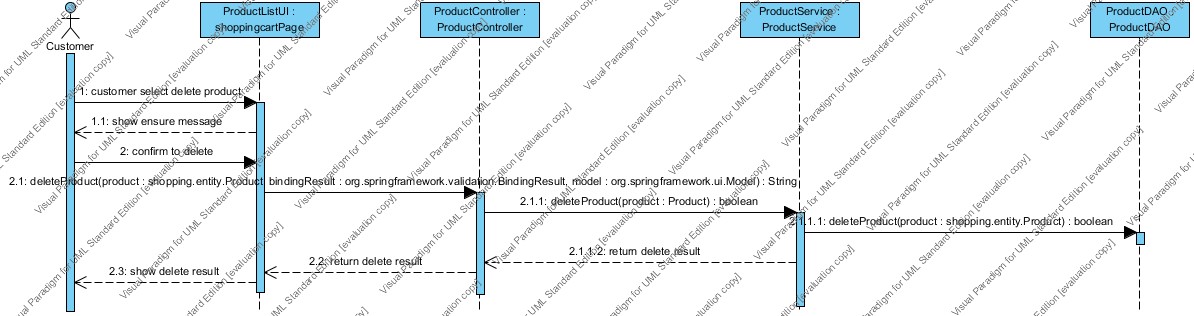 ProductListUI :
shoppingcartPage
ProductController :
ProductController
ProductService :
ProductService
ProductDAO :
ProductDAO
Customer
1: customer select delete product
1.1: show ensure message
2: confirm to delete
2.1: deleteProduct(product : shopping.entity.Product, bindingResult : org.springframework.validation.BindingResult, model : org.springframework.ui.Model) : String
2.1.1: deleteProduct(product : Product) : boolean
2.1.1.1: deleteProduct(product : shopping.entity.Product) : boolean
2.1.1.2: return delete result
2.2: return delete result
2.3: show delete result
Visual Paradigm for UML Standard Edition [evaluation copy]